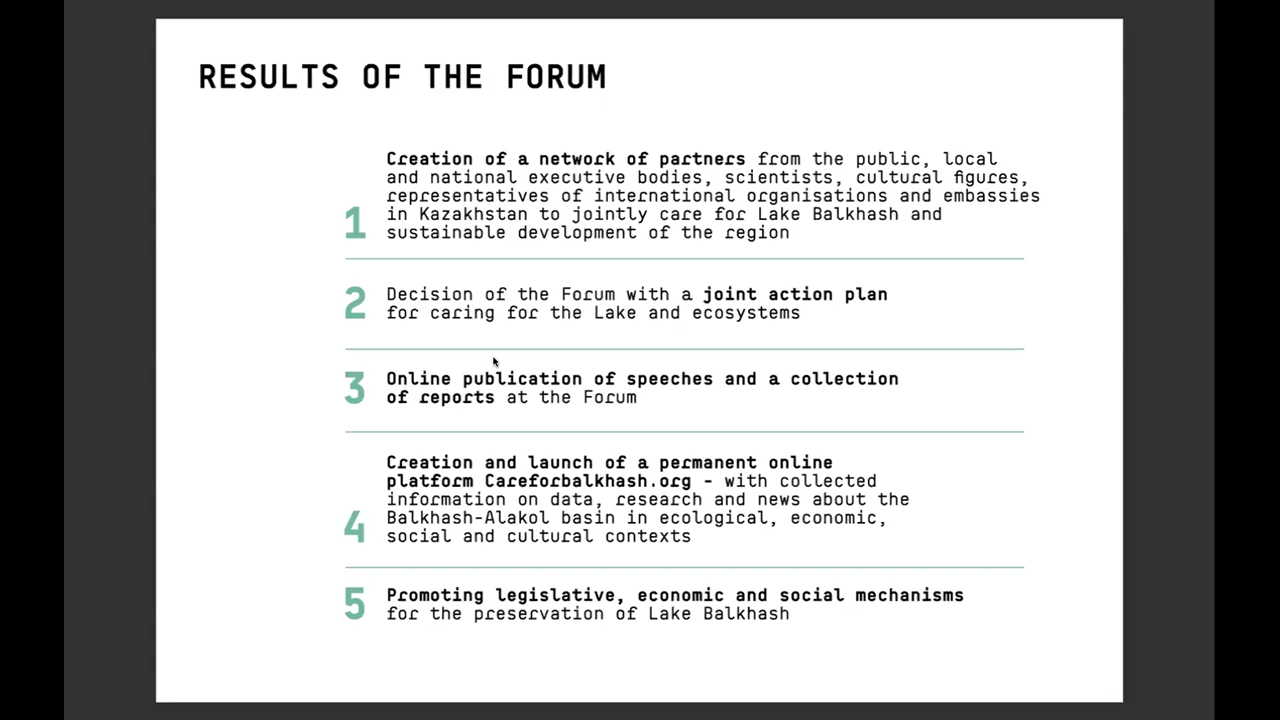 RESULTS OF THE FORUM
Creation of a network of partners from the public, local
and national executive bodies, scientists, cultural figures,
representatives of international organisations and embassies
in Kazakhstan to jointly care for Lake Balkhash and
1
sustainable development of the region
2
Decision of the Forum with a joint action plan
for caring for the Lake and ecosystems
3
Online publication of speeches and a collection
of reports at the Forum
Creation and launch of a permanent online
platform Careforbalkhash.org - with collected
information on data, research and news about the
Balkhash-Alakol basin in ecological, economic,
4
social and cultural contexts
5
Promoting legislative, economic and social mechanisms
for the preservation of Lake Balkhash